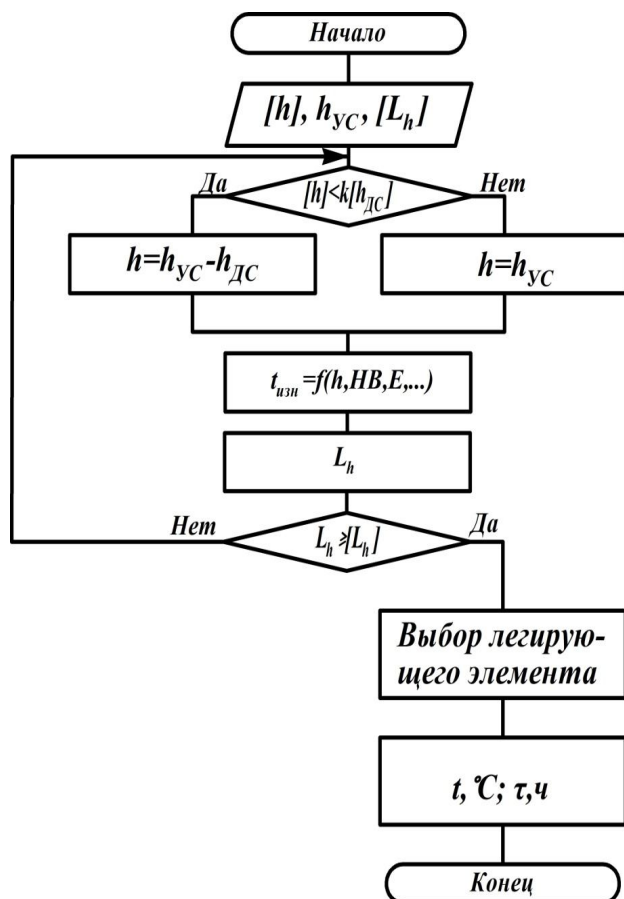 Начало
[h], hУС, [Lh]
Да
[h]<k[hДС]
Нет
h=hУС-hДС
h=hУС
tизн=f(h,HB,E,...)
Lh
Нет
Lh⩾[Lh]
Да
Выбор легирую-
щего элемента
t,℃; τ,ч
Конец